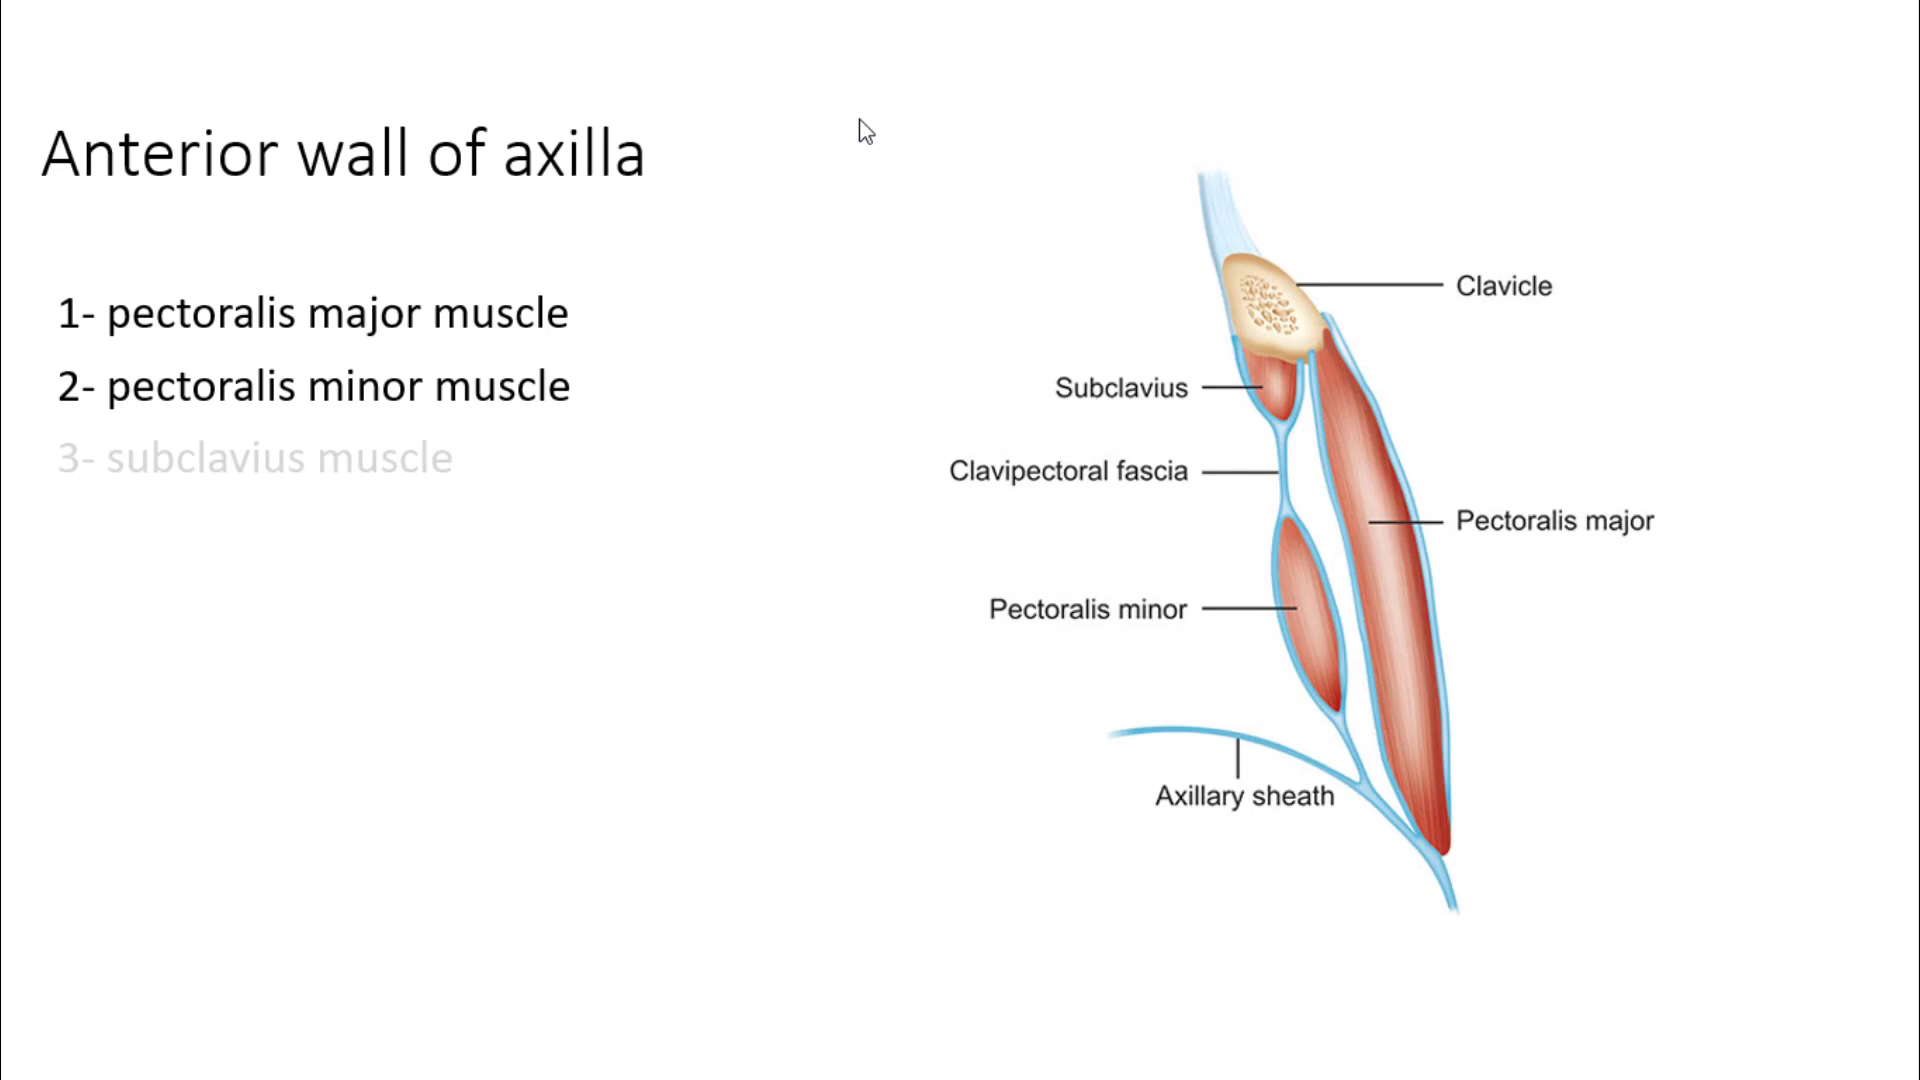 Anterior wall of axilla
1- pectoralis major muscle
2- pectoralis minor muscle
3- subclavius muscle
Clavicle
Subclavius
Clavipectoral fascia
Pectoralis major
Pectoralis minor
Axillary sheath